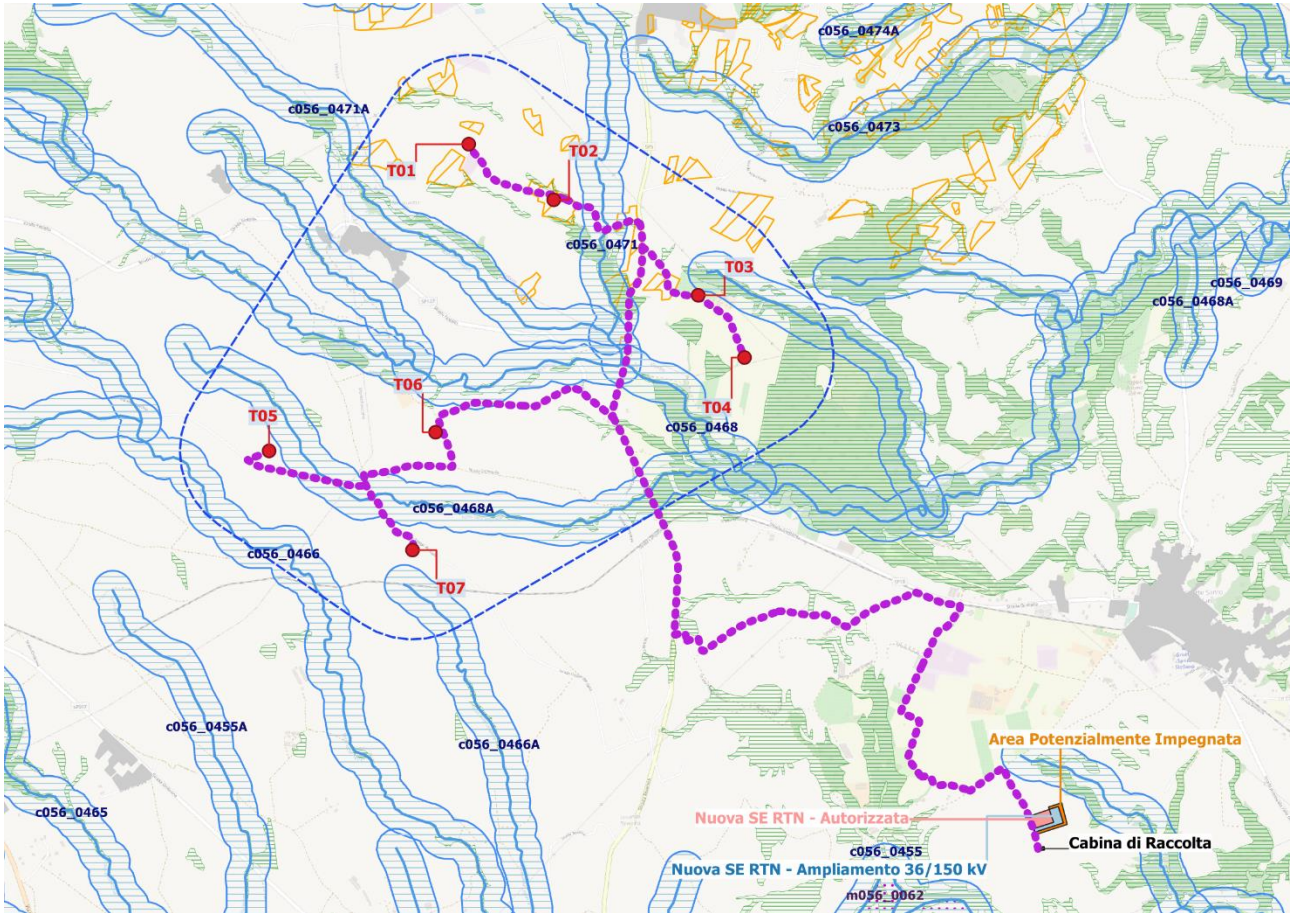 c056_0474A
c056_0471A
c056_0473
T01
T02
c056_0471
T03
c056_0469
c056_0468A
T06
T04
T05
c056_0468
c056_0468A
c056_0466
T07
c056_0455A
c056_0466A
Area Potenzialmente Impegnata
c056_0465
Nuova SE RTN - Autorizzata
Cabina di Raccolta
c056_0455
Nuova SE RTN - Ampliamento 36/150 kV
m056_0062